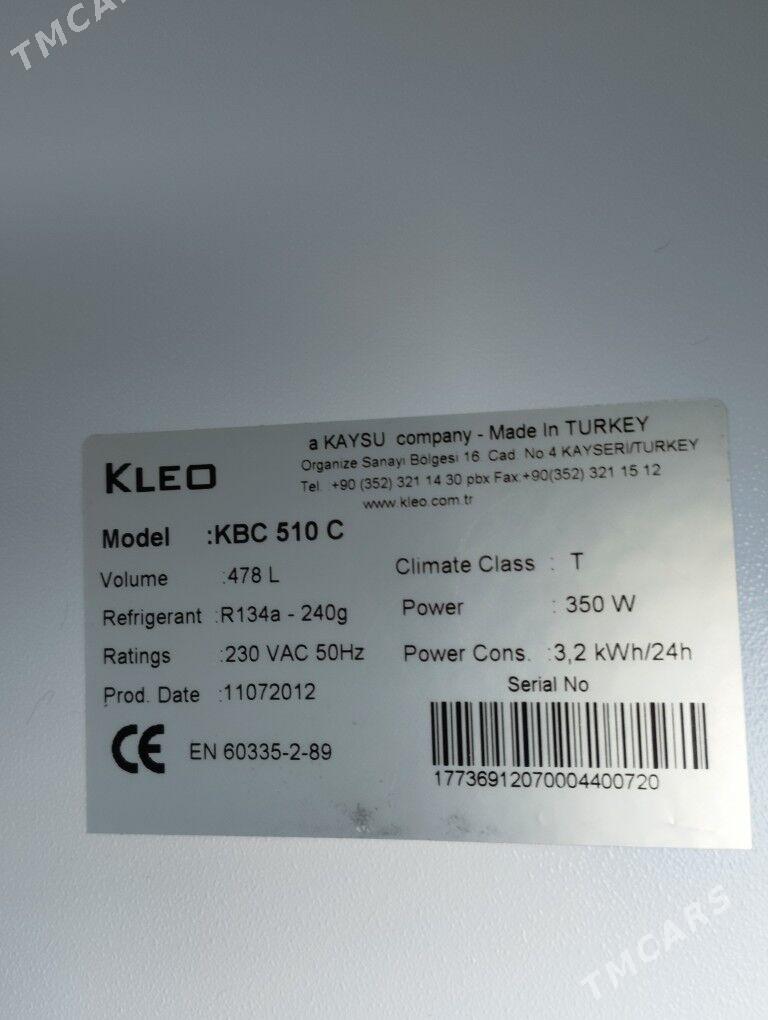 TMCARS
KLEO
a KAYSU company - Made In TURKEY
Organize Sanayi Bölgesi 16. Cad. No 4 KAYSERI/TURKEY
Tel. +90 (352) 321 14 30 pbx Fax:+90(352) 321 15 12
www.kleo.com.tr
Model :KBC 510 C
Volume :478 L
Climate Class : T
Refrigerant :R134a - 240g
Power : 350 W
Ratings :230 VAC 50Hz
Power Cons. :3,2 kWh/24h
Prod. Date :11072012
Serial No
CE EN 60335-2-89
17736912070004400720
TMCARS